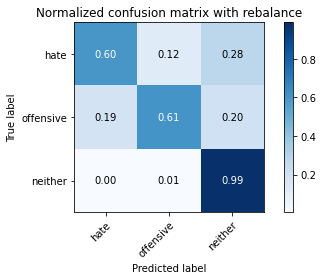 Normalized confusion matrix with rebalance
True label
hate 0.60 0.12 0.28
offensive 0.19 0.61 0.20
neither 0.00 0.01 0.99
hate offensive neither
Predicted label
0.8
0.6
0.4
0.2